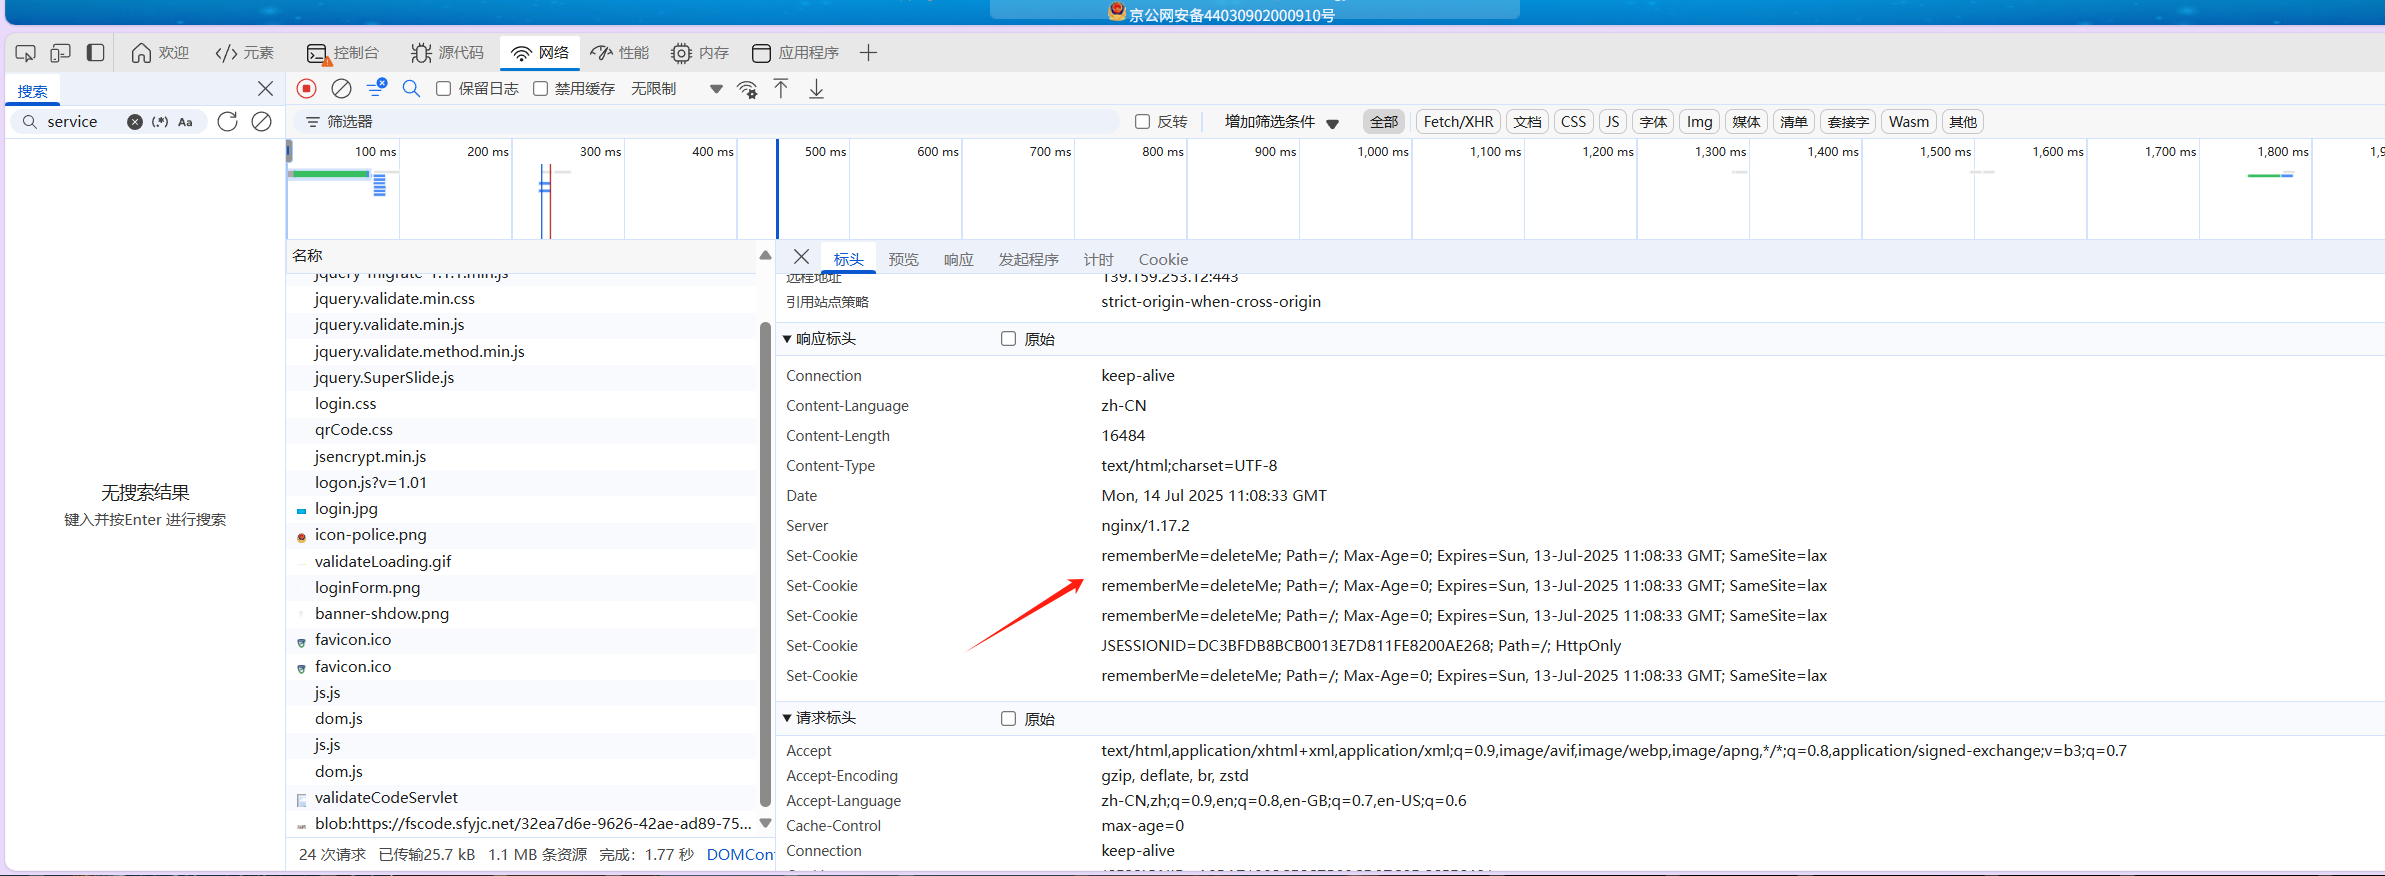 京公网安备44030902000910号
欢迎 元素 控制台 源代码 网络 性能 内存 应用程序
搜索
保留日志 禁用缓存 无限制
service (.*) Aa
筛选器 反转 增加筛选条件 全部 Fetch/XHR 文档 CSS JS 字体 Img 媒体 清单 套接字 Wasm 其他
100 ms 200 ms 300 ms 400 ms 500 ms 600 ms 700 ms 800 ms 900 ms 1,000 ms 1,100 ms 1,200 ms 1,300 ms 1,400 ms 1,500 ms 1,600 ms 1,700 ms 1,800 ms 1,9
无搜索结果
键入并按Enter 进行搜索
名称
jquery-migrate-1.1.1.min.js
jquery.validate.min.css
jquery.validate.min.js
jquery.validate.method.min.js
jquery.SuperSlide.js
login.css
qrCode.css
jsencrypt.min.js
logon.js?v=1.01
login.jpg
icon-police.png
validateLoading.gif
loginForm.png
banner-shdow.png
favicon.ico
favicon.ico
js.js
dom.js
js.js
dom.js
validateCodeServlet
blob:https://fscode.sfyjc.net/32ea7d6e-9626-42ae-ad89-75...
24 次请求 已传输25.7 kB 1.1 MB 条资源 完成：1.77 秒 DOMCon
标头 预览 响应 发起程序 计时 Cookie
远程地址 139.159.253.12:443
引用站点策略 strict-origin-when-cross-origin
响应标头 原始
Connection keep-alive
Content-Language zh-CN
Content-Length 16484
Content-Type text/html;charset=UTF-8
Date Mon, 14 Jul 2025 11:08:33 GMT
Server nginx/1.17.2
Set-Cookie rememberMe=deleteMe; Path=/; Max-Age=0; Expires=Sun, 13-Jul-2025 11:08:33 GMT; SameSite=lax
Set-Cookie rememberMe=deleteMe; Path=/; Max-Age=0; Expires=Sun, 13-Jul-2025 11:08:33 GMT; SameSite=lax
Set-Cookie rememberMe=deleteMe; Path=/; Max-Age=0; Expires=Sun, 13-Jul-2025 11:08:33 GMT; SameSite=lax
Set-Cookie JSESSIONID=DC3BFDB8BCB0013E7D811FE8200AE268; Path=/; HttpOnly
Set-Cookie rememberMe=deleteMe; Path=/; Max-Age=0; Expires=Sun, 13-Jul-2025 11:08:33 GMT; SameSite=lax
请求标头 原始
Accept text/html,application/xhtml+xml,application/xml;q=0.9,image/avif,image/webp,image/apng,*/*;q=0.8,application/signed-exchange;v=b3;q=0.7
Accept-Encoding gzip, deflate, br, zstd
Accept-Language zh-CN,zh;q=0.9,en;q=0.8,en-GB;q=0.7,en-US;q=0.6
Cache-Control max-age=0
Connection keep-alive